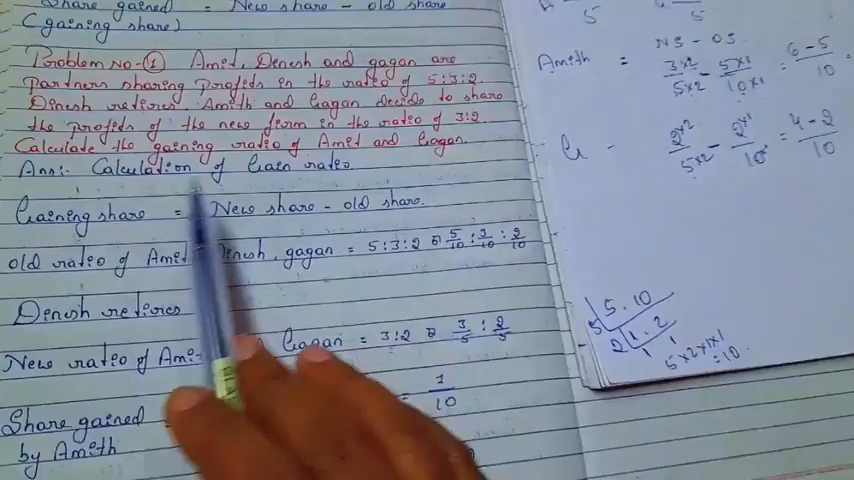 Share gained = New share - old share
(gaining share)
Problem No-① Amit, Dinesh and gagan are
partners sharing profits in the ratio of 5:3:2.
Dinesh retires. Amith and Gagan decide to share
the profits of the new firm in the ratio of 3:2
Calculate the gaining ratio of Amit and Gagan.
Ans:- Calculation of Gain ratio.
Gaining share = New share - old share.
old ratio of Amit Dinesh, gagan = 5:3:2 or 5/10 : 3/10 : 2/10
Dinesh retires
New ratio of Ami Gagan = 3:2 or 3/5 : 2/5
Share gained = 1/10
by Amith
5 5
NS - OS
Amith = 3×2/5×2 - 5×1/10×1 = 6-5/10 =
G - 2×2/5×2 - 2×1/10 = 4-2/10
5 | 5, 10
2 | 1, 2
1 1
5×2×1×1
=10